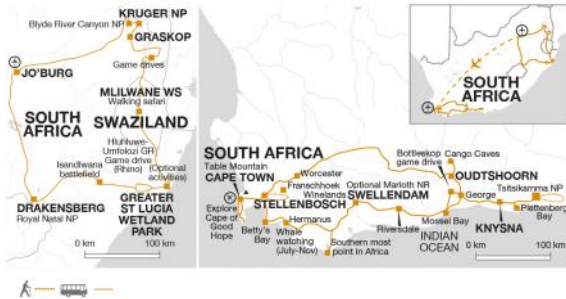 KRUGER NP
Blyde River Canyon NP
GRASKOP
Game drives
JO'BURG
MLILWANE WS
Walking safari
SOUTH
AFRICA
SWAZILAND
Hluhluwe-
Umfolozi GR
Game drive
(Rhino)
(Optional
activities)
Isandlwana
battlefield
DRAKENSBERG
Royal Natal NP
GREATER
ST LUCIA
WETLAND
PARK
0 km
100 km
SOUTH
AFRICA
SOUTH AFRICA
Table Mountain
CAPE TOWN
Worcester
Franschhoek
Winelands
STELLENBOSCH
Explore
Cape of
Good
Hope
Betty's
Bay
Hermanus
Whale
watching
(July-Nov)
Southern most
point in Africa
Optional Marloth NR
SWELLENDAM
Riversdale
Bottleskop
game drive
Cango Caves
OUDTSHOORN
George
Mossel Bay
INDIAN
OCEAN
KNYSNA
Tsitsikamma NP
Plettenberg
Bay
0 km
100 km